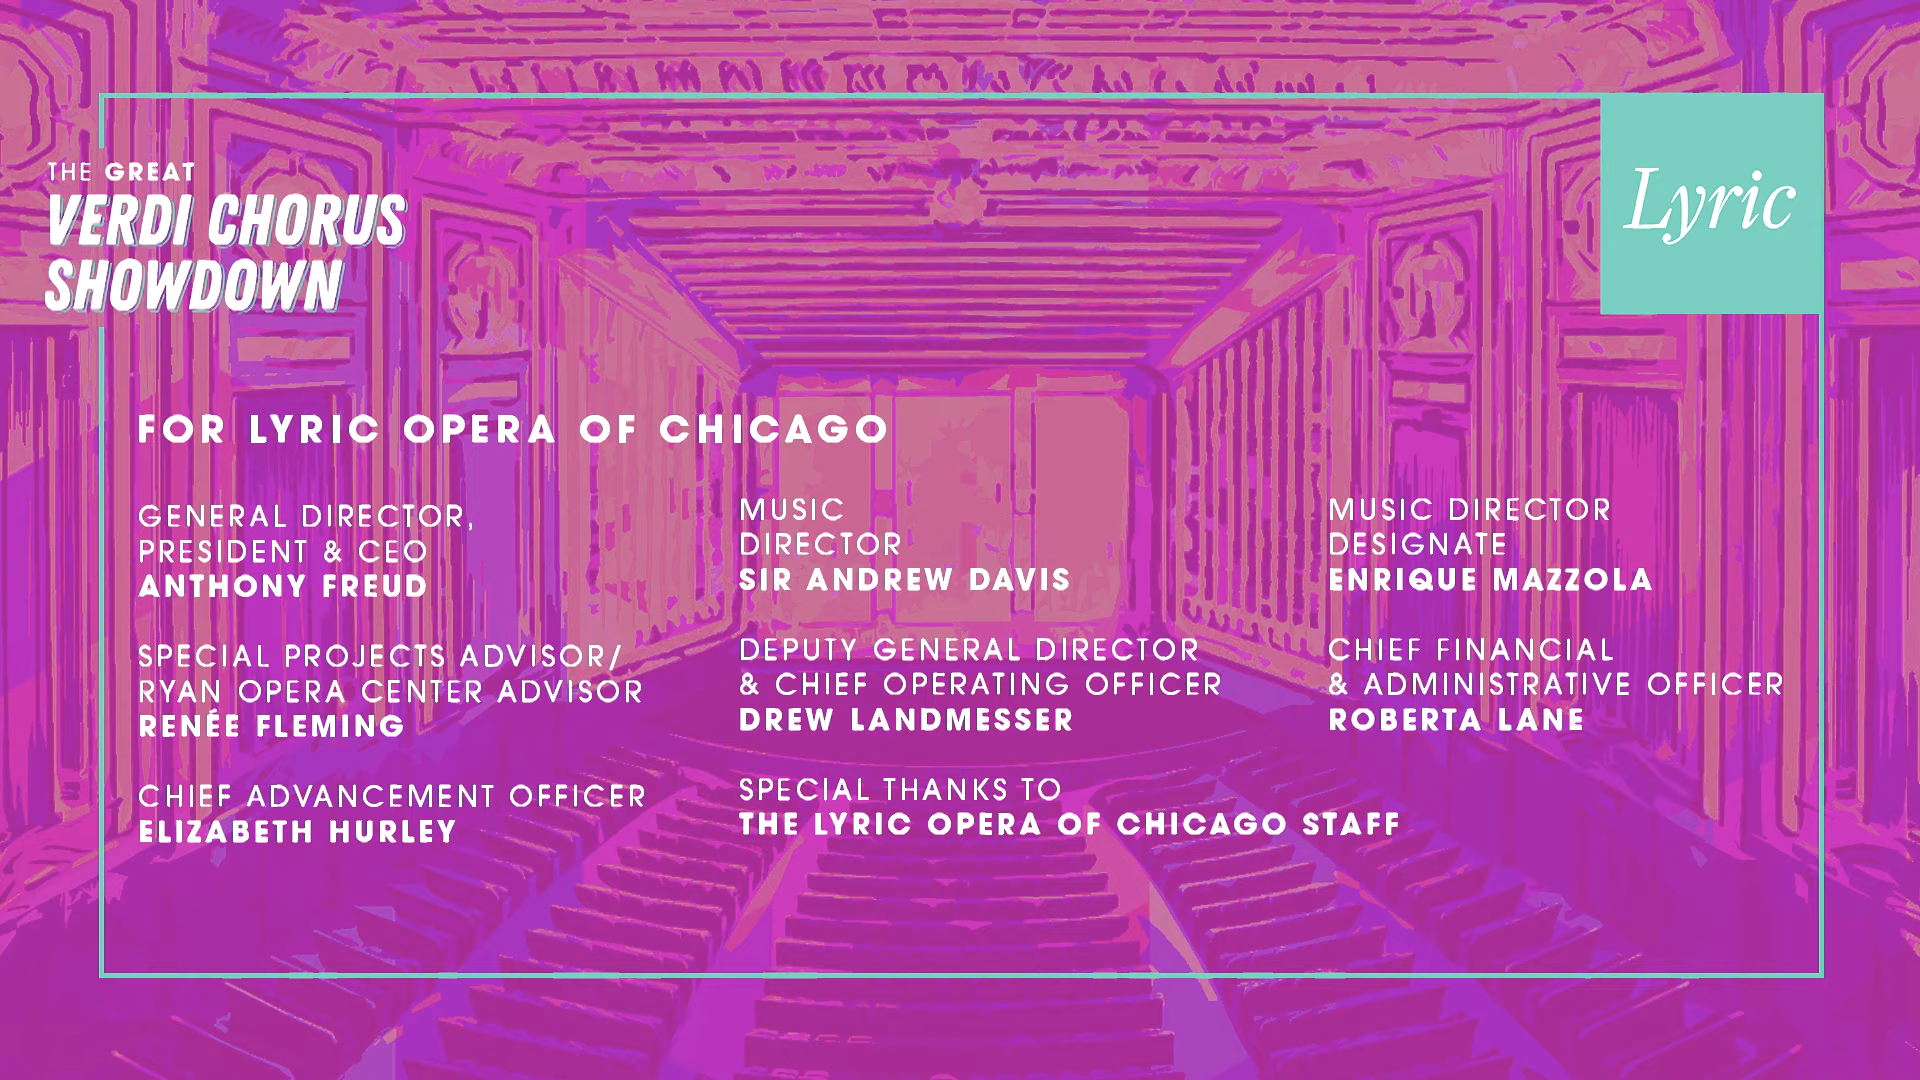 THE GREAT
VERDI CHORUS
SHOWDOWN
Lyric
FOR LYRIC OPERA OF CHICAGO
GENERAL DIRECTOR,
PRESIDENT & CEO
ANTHONY FREUD
SPECIAL PROJECTS ADVISOR/
RYAN OPERA CENTER ADVISOR
RENÉE FLEMING
CHIEF ADVANCEMENT OFFICER
ELIZABETH HURLEY
MUSIC
DIRECTOR
SIR ANDREW DAVIS
DEPUTY GENERAL DIRECTOR
& CHIEF OPERATING OFFICER
DREW LANDMESSER
SPECIAL THANKS TO
THE LYRIC OPERA OF CHICAGO STAFF
MUSIC DIRECTOR
DESIGNATE
ENRIQUE MAZZOLA
CHIEF FINANCIAL
& ADMINISTRATIVE OFFICER
ROBERTA LANE